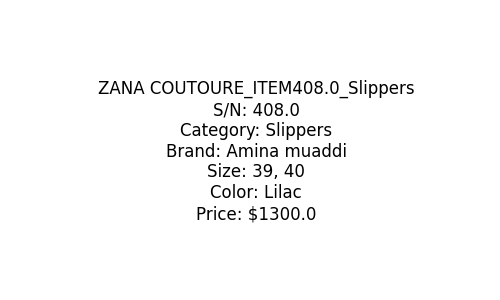 ZANA COUTOURE_ITEM408.0_Slippers
S/N: 408.0
Category: Slippers
Brand: Amina muaddi
Size: 39, 40
Color: Lilac
Price: $1300.0